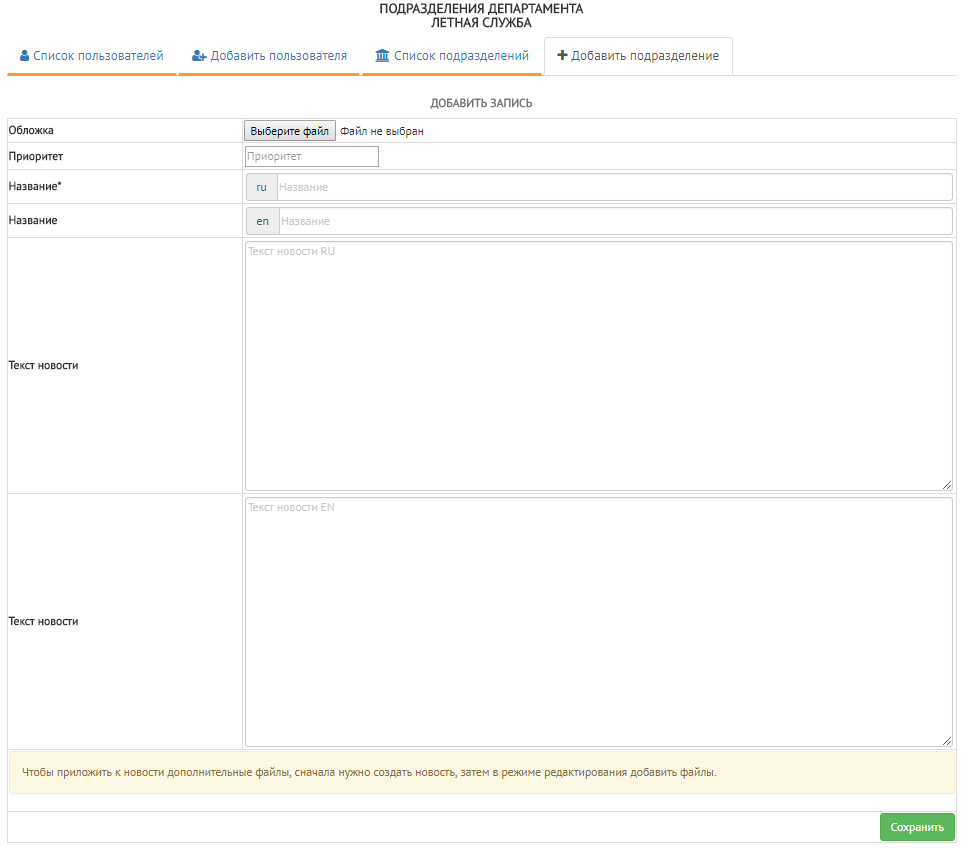 ПОДРАЗДЕЛЕНИЯ ДЕПАРТАМЕНТА
ЛЕТНАЯ СЛУЖБА
Список пользователей Добавить пользователя Список подразделений Добавить подразделение
ДОБАВИТЬ ЗАПИСЬ
Обложка Выберите файл Файл не выбран
Приоритет Приоритет
Название* ru Название
Название en Название
Текст новости RU
Текст новости
Текст новости EN
Текст новости
Чтобы приложить к новости дополнительные файлы, сначала нужно создать новость, затем в режиме редактирования добавить файлы.
Сохранить